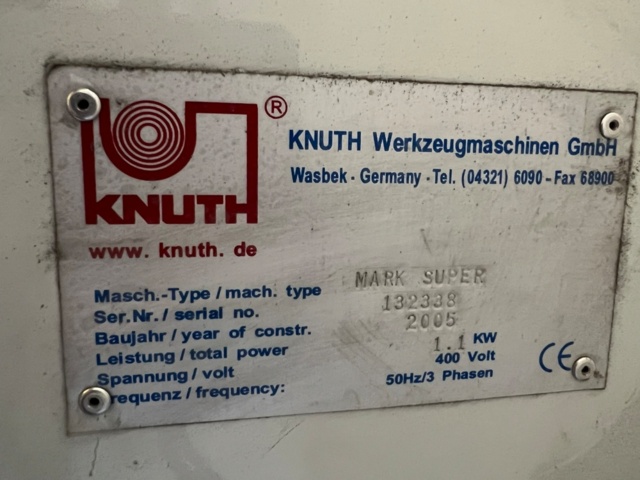 ®
KNUTH
www. knuth. de
KNUTH Werkzeugmaschinen GmbH
Wasbek - Germany - Tel. (04321) 6090 - Fax 68900
Masch.-Type / mach. type MARK SUPER
Ser.Nr. / serial no. 132338
Baujahr / year of constr. 2005
Leistung / total power 1.1 KW
Spannung / volt 400 Volt
Frequenz / frequency: 50Hz/3 Phasen
CE